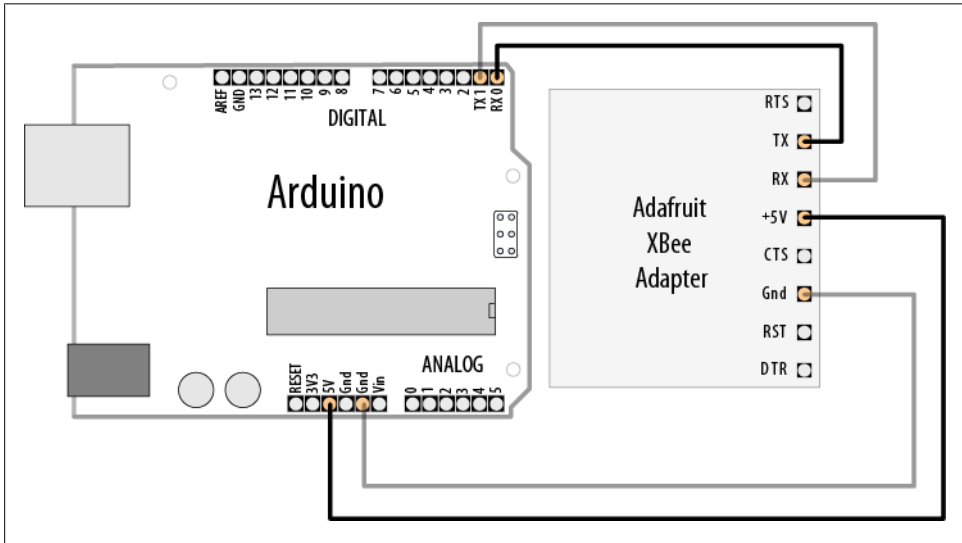 AREF
GND
13
12
11
10
9
8
7
6
5
4
3
2
TX 1
RX 0
DIGITAL
Arduino
RESET
3V3
5V
Gnd
Gnd
Vin
ANALOG
0
1
2
3
4
5
Adafruit
XBee
Adapter
RTS
TX
RX
+5V
CTS
Gnd
RST
DTR